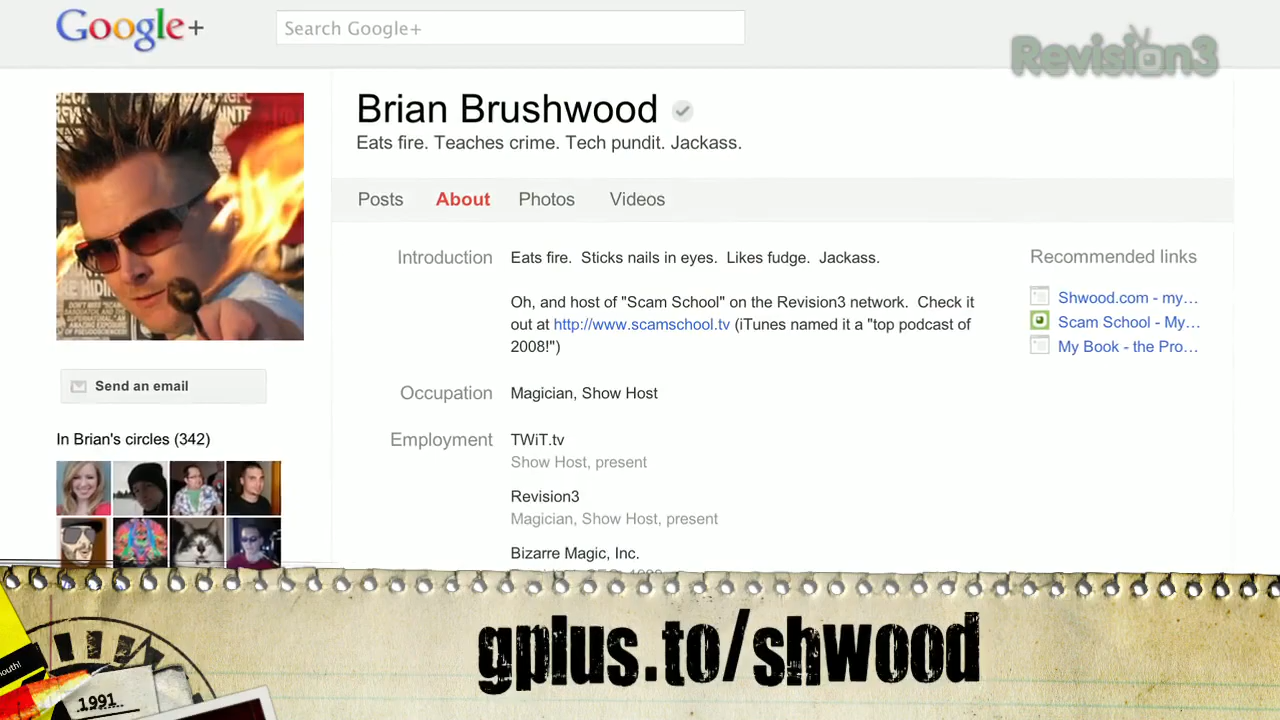 Google+
Search Google+
Revision3
Brian Brushwood
Eats fire. Teaches crime. Tech pundit. Jackass.
Posts About Photos Videos
Introduction Eats fire. Sticks nails in eyes. Likes fudge. Jackass.
Oh, and host of "Scam School" on the Revision3 network. Check it
out at http://www.scamschool.tv (iTunes named it a "top podcast of
2008!")
Recommended links
Shwood.com - my…
Scam School - My…
My Book - the Pro…
Send an email
Occupation Magician, Show Host
In Brian's circles (342)
Employment TWiT.tv
Show Host, present
Revision3
Magician, Show Host, present
Bizarre Magic, Inc.
gplus.to/shwood
1991